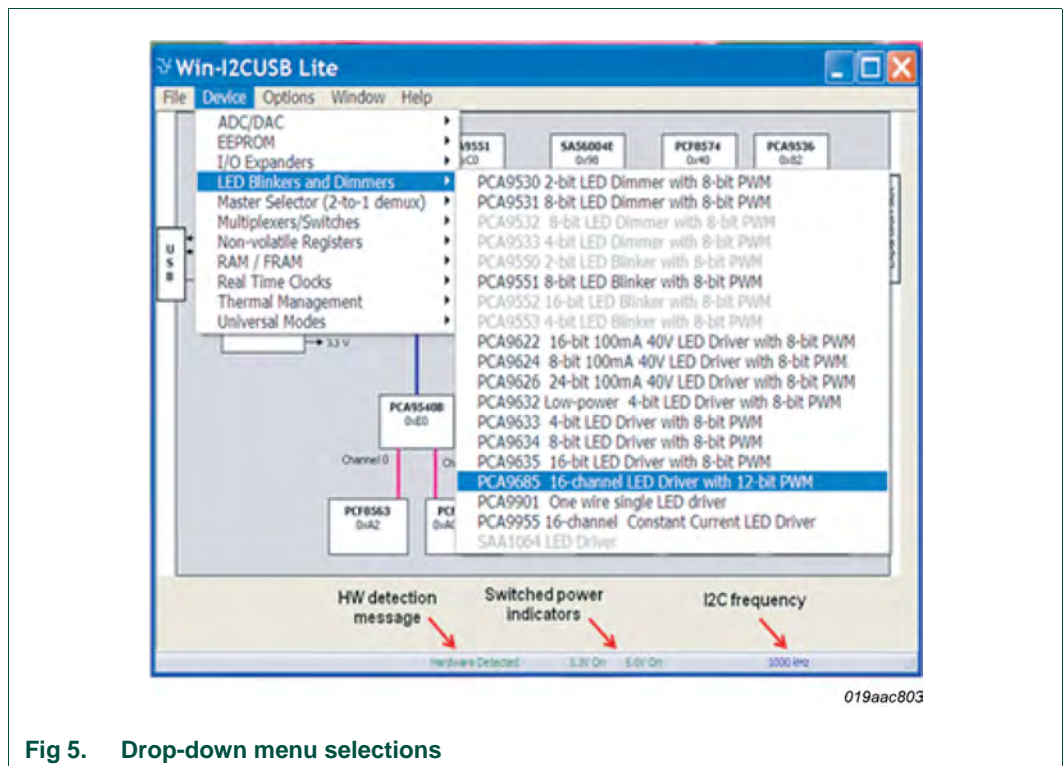 Win-I2CUSB Lite
File Device Options Window Help
ADC/DAC
EEPROM
I/O Expanders
LED Blinkers and Dimmers
Master Selector (2-to-1 demux)
Multiplexers/Switches
Non-volatile Registers
RAM / FRAM
Real Time Clocks
Thermal Management
Universal Modes
SA56004E
0x98
PCF8574
0x40
PCA9536
0x82
PCA9530 2-bit LED Dimmer with 8-bit PWM
PCA9531 8-bit LED Dimmer with 8-bit PWM
PCA9532 8-bit LED Dimmer with 8-bit PWM
PCA9533 4-bit LED Dimmer with 8-bit PWM
PCA9550 2-bit LED Blinker with 8-bit PWM
PCA9551 8-bit LED Blinker with 8-bit PWM
PCA9552 16-bit LED Blinker with 8-bit PWM
PCA9553 4-bit LED Blinker with 8-bit PWM
PCA9622 16-bit 100mA 40V LED Driver with 8-bit PWM
PCA9624 8-bit 100mA 40V LED Driver with 8-bit PWM
PCA9626 24-bit 100mA 40V LED Driver with 8-bit PWM
PCA9632 Low-power 4-bit LED Driver with 8-bit PWM
PCA9633 4-bit LED Driver with 8-bit PWM
PCA9634 8-bit LED Driver with 8-bit PWM
PCA9635 16-bit LED Driver with 8-bit PWM
PCA9685 16-channel LED Driver with 12-bit PWM
PCA9901 One wire single LED driver
PCA9955 16-channel Constant Current LED Driver
SAA1064 LED Driver
USB
3.3 V
PCA9540B
0xE0
Channel 0
PCF8563
0xA2
HW detection
message
Switched power
indicators
I2C frequency
Hardware Detected 3.3V On 5.0V On 1000 kHz
019aac803
Fig 5. Drop-down menu selections